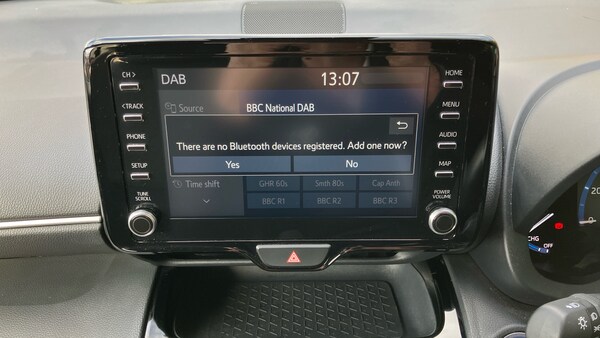 DAB 13:07
CH >
< TRACK
PHONE
SETUP
TUNE
SCROLL
Source BBC National DAB
There are no Bluetooth devices registered. Add one now?
Yes No
Time shift GHR 60s Smth 80s Cap Anth
BBC R1 BBC R2 BBC R3
HOME
MENU
AUDIO
MAP
POWER
VOLUME
CHG
OFF
20